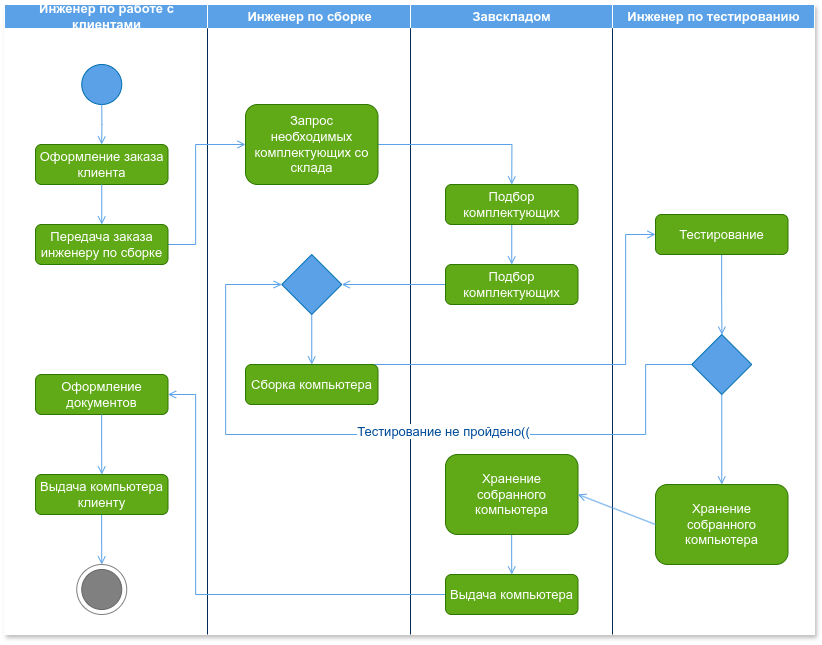 Инженер по работе с
клиентами
Инженер по сборке
Завскладом
Инженер по тестированию
Оформление заказа
клиента
Передача заказа
инженеру по сборке
Запрос
необходимых
комплектующих со
склада
Подбор
комплектующих
Подбор
комплектующих
Тестирование
Сборка компьютера
Оформление
документов
Тестирование не пройдено((
Выдача компьютера
клиенту
Хранение
собранного
компьютера
Хранение
собранного
компьютера
Выдача компьютера